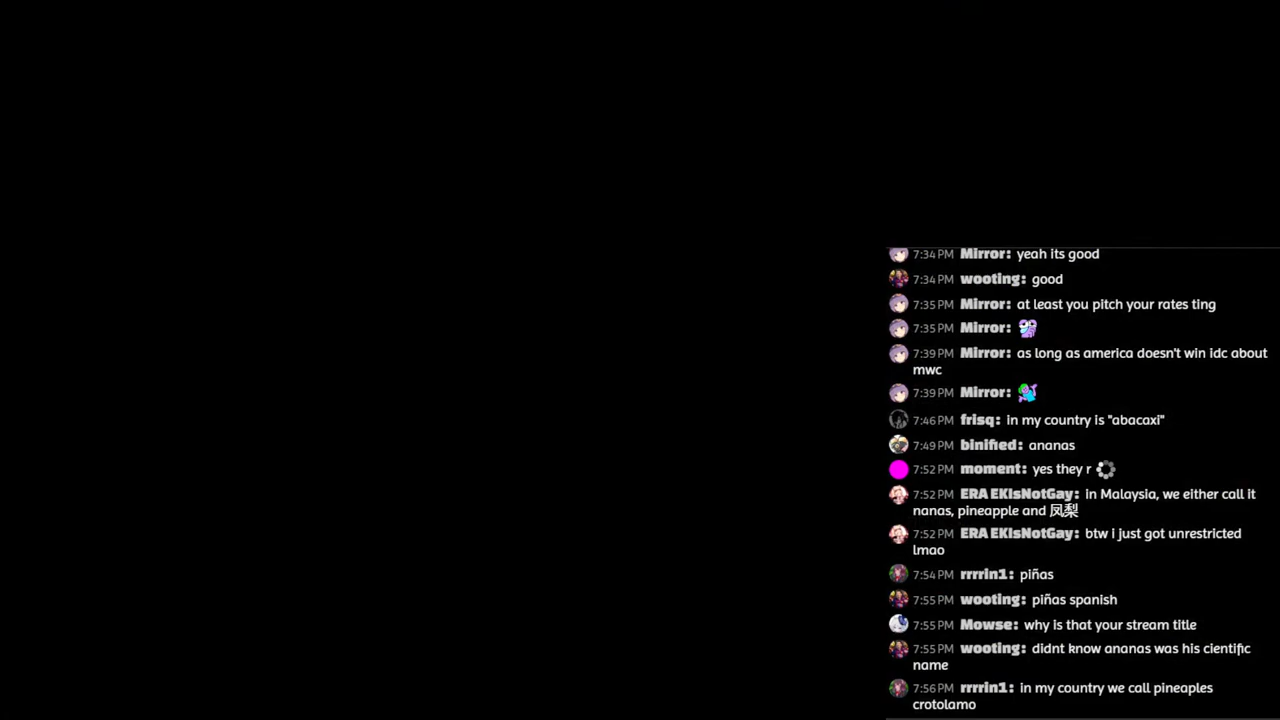 7:34 PM Mirror: yeah its good
7:34 PM wooting: good
7:35 PM Mirror: at least you pitch your rates ting
7:35 PM Mirror:
7:39 PM Mirror: as long as america doesn't win idc about
mwc
7:39 PM Mirror:
7:46 PM frisq: in my country is "abacaxi"
7:49 PM binified: ananas
7:52 PM moment: yes they r
7:52 PM ERA EKIsNotGay: in Malaysia, we either call it
nanas, pineapple and 凤梨
7:52 PM ERA EKIsNotGay: btw i just got unrestricted
lmao
7:54 PM rrrrin1: piñas
7:55 PM wooting: piñas spanish
7:55 PM Mowse: why is that your stream title
7:55 PM wooting: didnt know ananas was his cientific
name
7:56 PM rrrrin1: in my country we call pineaples
crotolamo